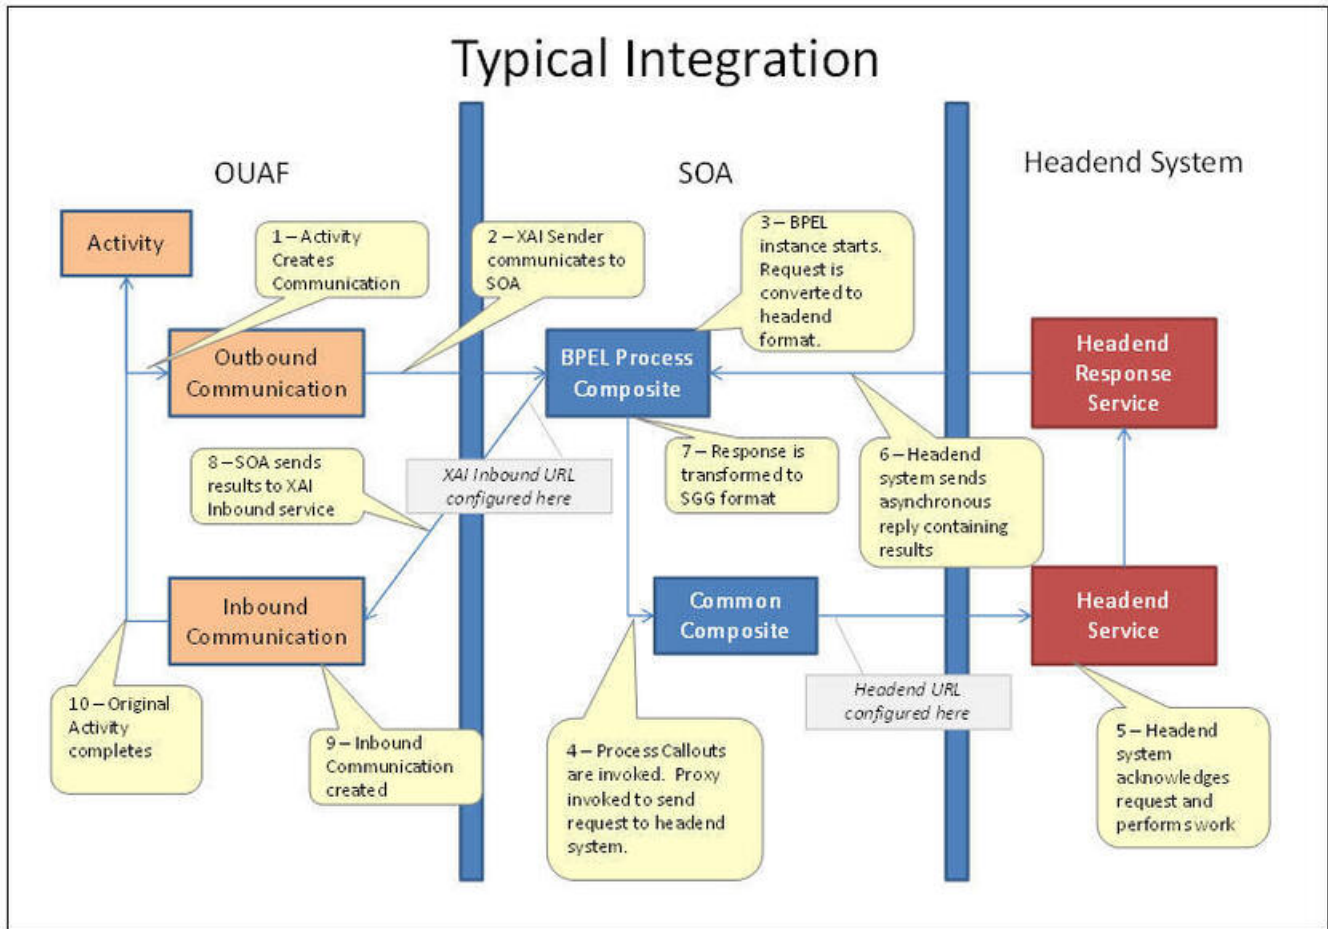 Typical Integration
OUAF
SOA
Headend System
Activity
1 – Activity
Creates
Communication
2 – XAI Sender
communicates to
SOA
3 – BPEL
instance starts.
Request is
converted to
headend
format.
Outbound
Communication
BPEL Process
Composite
Headend
Response
Service
8 – SOA sends
results to XAI
Inbound service
XAI Inbound URL
configured here
7 – Response is
transformed to
SGG format
6 – Headend
system sends
asynchronous
reply containing
results
Inbound
Communication
Common
Composite
Headend
Service
10 – Original
Activity
completes
9 – Inbound
Communication
created
4 – Process Callouts
are invoked.  Proxy
invoked to send
request to headend
system.
Headend URL
configured here
5 – Headend
system
acknowledges
request and
performs work